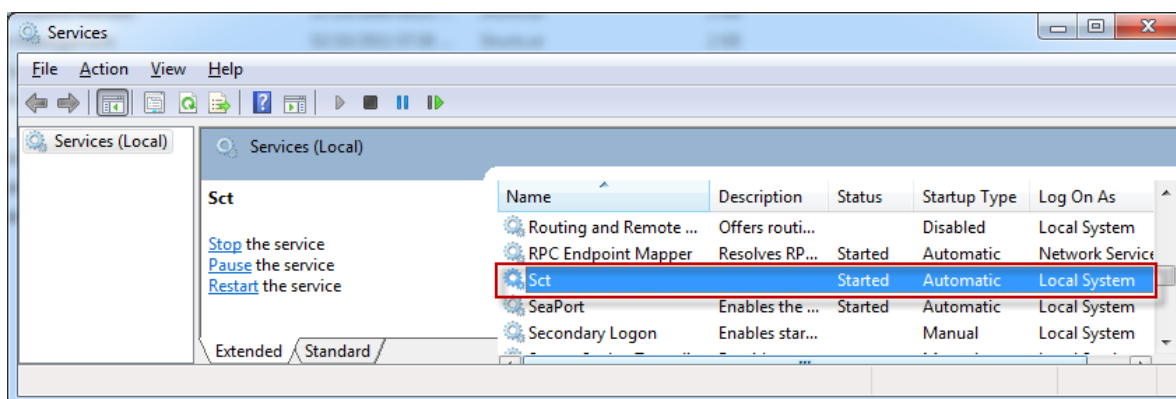 Services
File Action View Help
Services (Local)
Services (Local)
Sct
Stop the service
Pause the service
Restart the service
Name Description Status Startup Type Log On As
Routing and Remote ... Offers routi... Disabled Local System
RPC Endpoint Mapper Resolves RP... Started Automatic Network Service
Sct Started Automatic Local System
SeaPort Enables the ... Started Automatic Local System
Secondary Logon Enables star... Manual Local System
Extended Standard